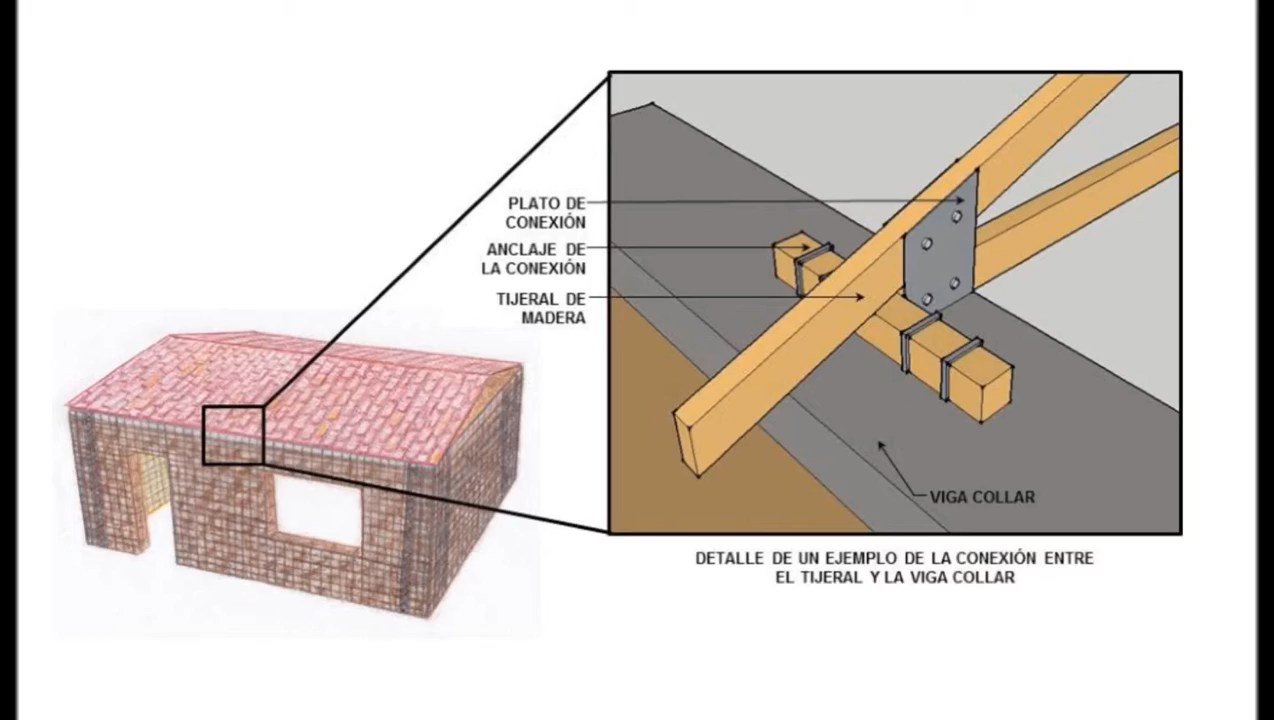 PLATO DE
CONEXIÓN
ANCLAJE DE
LA CONEXIÓN
TIJERAL DE
MADERA
VIGA COLLAR
DETALLE DE UN EJEMPLO DE LA CONEXIÓN ENTRE
EL TIJERAL Y LA VIGA COLLAR